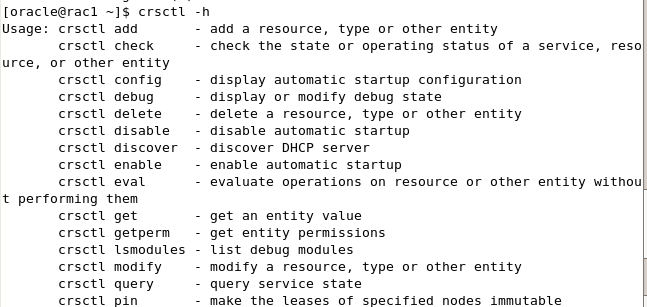 [oracle@rac1 ~]$ crsctl -h
Usage: crsctl add       - add a resource, type or other entity
       crsctl check     - check the state or operating status of a service, reso
urce, or other entity
       crsctl config    - display automatic startup configuration
       crsctl debug     - display or modify debug state
       crsctl delete    - delete a resource, type or other entity
       crsctl disable   - disable automatic startup
       crsctl discover  - discover DHCP server
       crsctl enable    - enable automatic startup
       crsctl eval      - evaluate operations on resource or other entity withou
t performing them
       crsctl get       - get an entity value
       crsctl getperm   - get entity permissions
       crsctl lsmodules - list debug modules
       crsctl modify    - modify a resource, type or other entity
       crsctl query     - query service state
       crsctl pin       - make the leases of specified nodes immutable